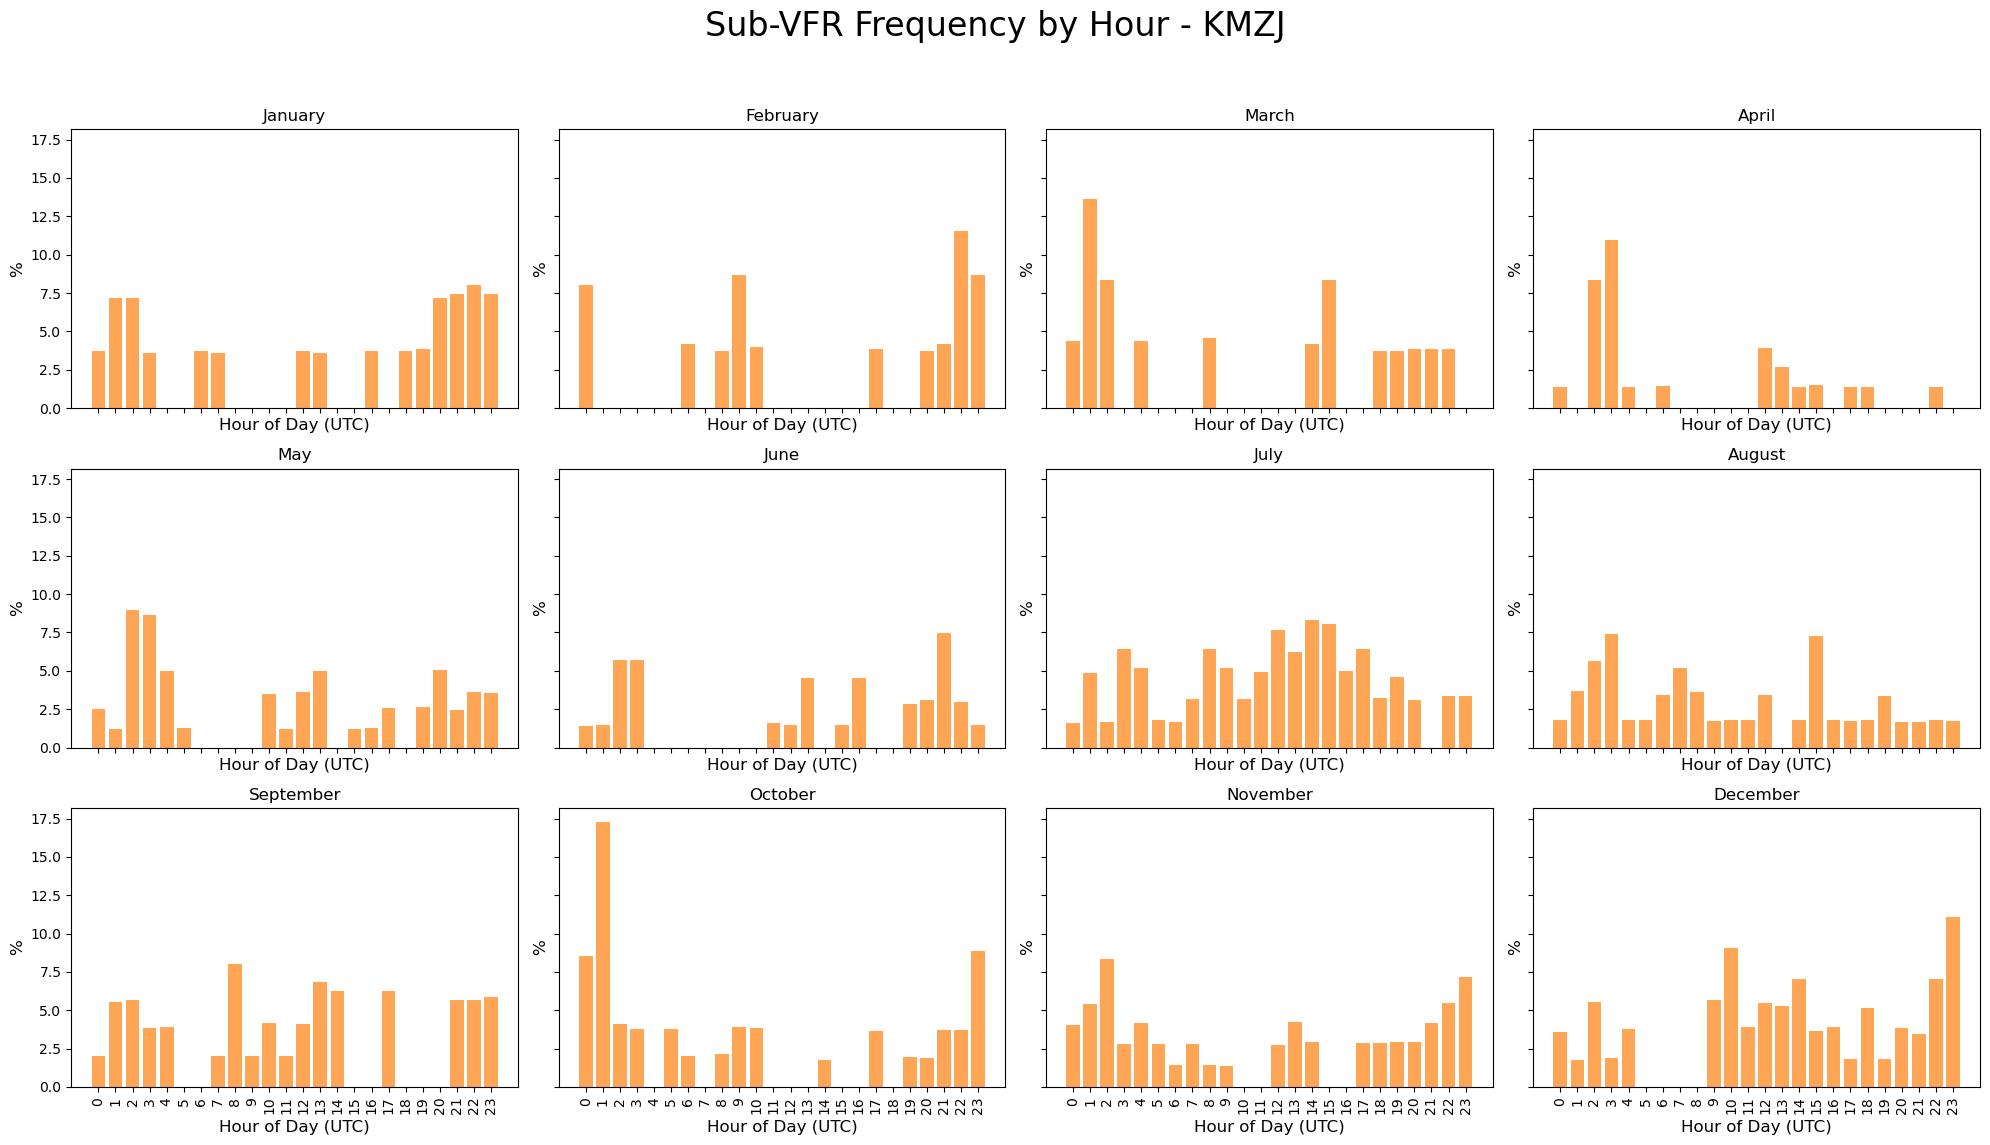 Sub-VFR Frequency by Hour - KMZJ
January February March April
17.5
15.0
12.5
10.0
7.5
5.0
2.5
0.0
% % % %
Hour of Day (UTC) Hour of Day (UTC) Hour of Day (UTC) Hour of Day (UTC)
May June July August
17.5
15.0
12.5
10.0
7.5
5.0
2.5
0.0
% % % %
Hour of Day (UTC) Hour of Day (UTC) Hour of Day (UTC) Hour of Day (UTC)
September October November December
17.5
15.0
12.5
10.0
7.5
5.0
2.5
0.0
% % % %
0 1 2 3 4 5 6 7 8 9 10 11 12 13 14 15 16 17 18 19 20 21 22 23 0 1 2 3 4 5 6 7 8 9 10 11 12 13 14 15 16 17 18 19 20 21 22 23 0 1 2 3 4 5 6 7 8 9 10 11 12 13 14 15 16 17 18 19 20 21 22 23 0 1 2 3 4 5 6 7 8 9 10 11 12 13 14 15 16 17 18 19 20 21 22 23
Hour of Day (UTC) Hour of Day (UTC) Hour of Day (UTC) Hour of Day (UTC)